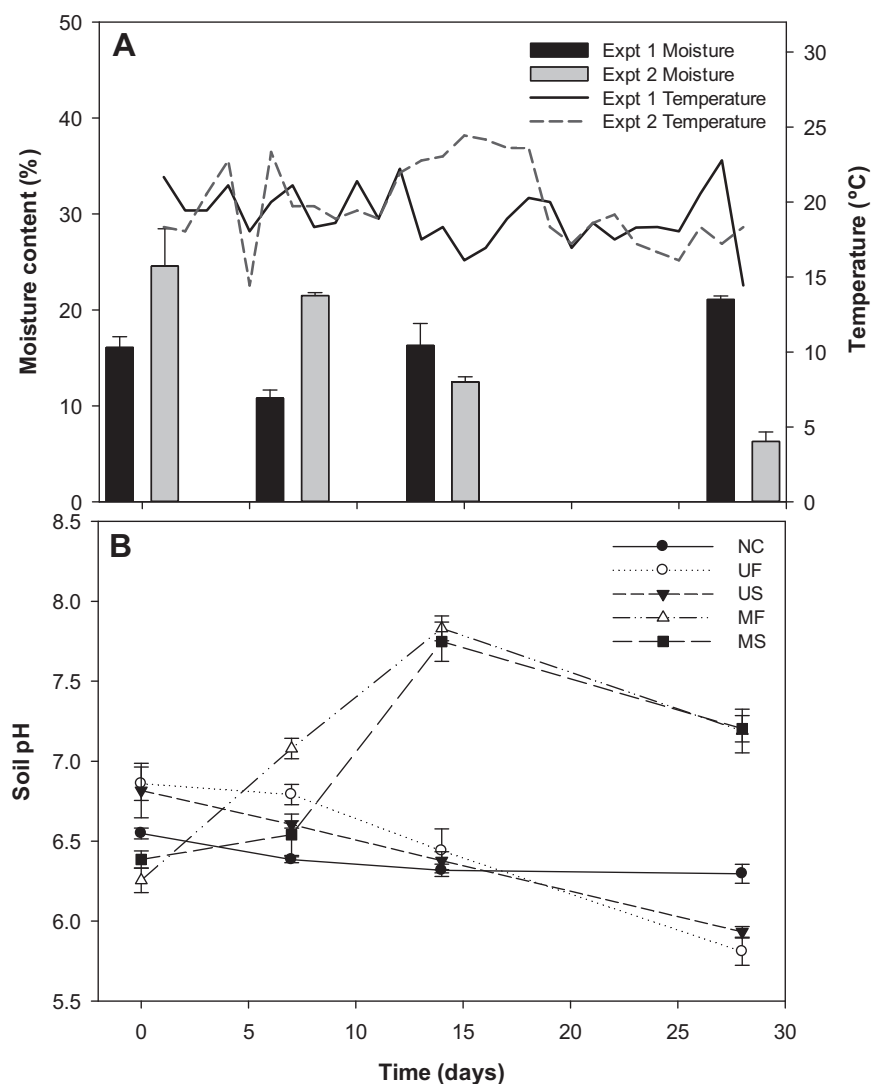 A
50
40
30
20
10
0
Moisture content (%)
Expt 1 Moisture
Expt 2 Moisture
Expt 1 Temperature
Expt 2 Temperature
30
25
20
15
10
5
0
Temperature (°C)
B
8.5
8.0
7.5
7.0
6.5
6.0
5.5
Soil pH
NC
UF
US
MF
MS
0 5 10 15 20 25 30
Time (days)